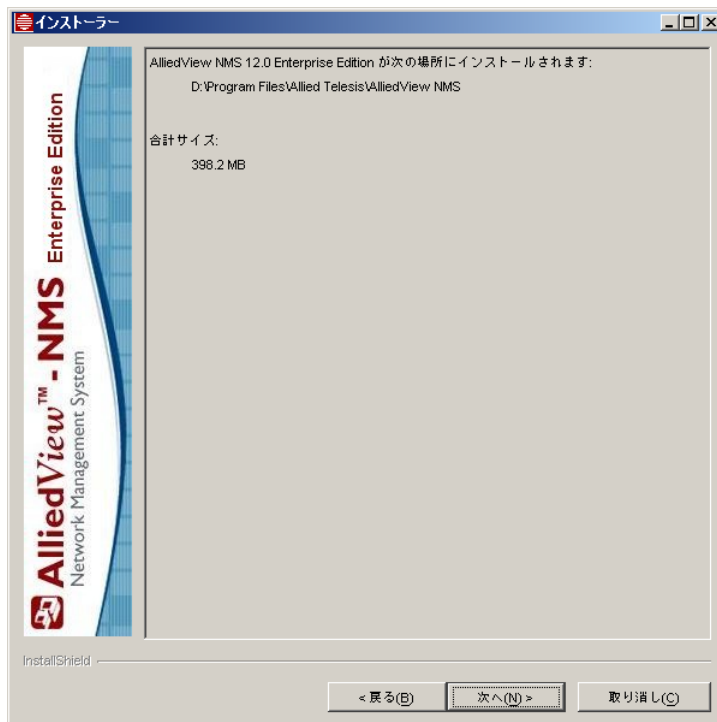 インストーラー
AlliedView NMS 12.0 Enterprise Edition が次の場所にインストールされます:
D:\Program Files\Allied Telesis\AlliedView NMS
合計サイズ:
398.2 MB
AlliedView™ - NMS Enterprise Edition
Network Management System
InstallShield
< 戻る(B)
次へ(N) >
取り消し(C)